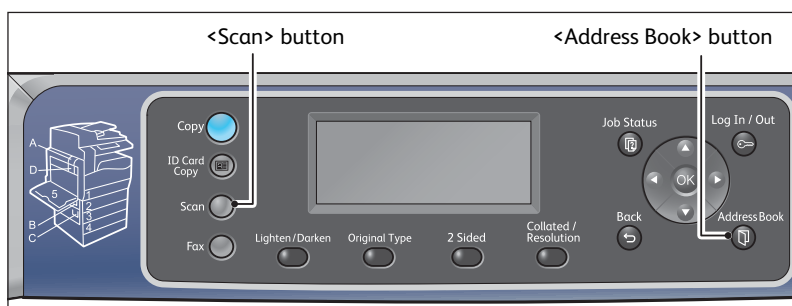 <Scan> button
<Address Book> button
Copy
ID Card
Copy
Scan
Fax
Lighten/Darken
Original Type
2 Sided
Collated /
Resolution
Job Status
Log In / Out
OK
Back
Address Book
A
D
5
1
2
B
3
C
4